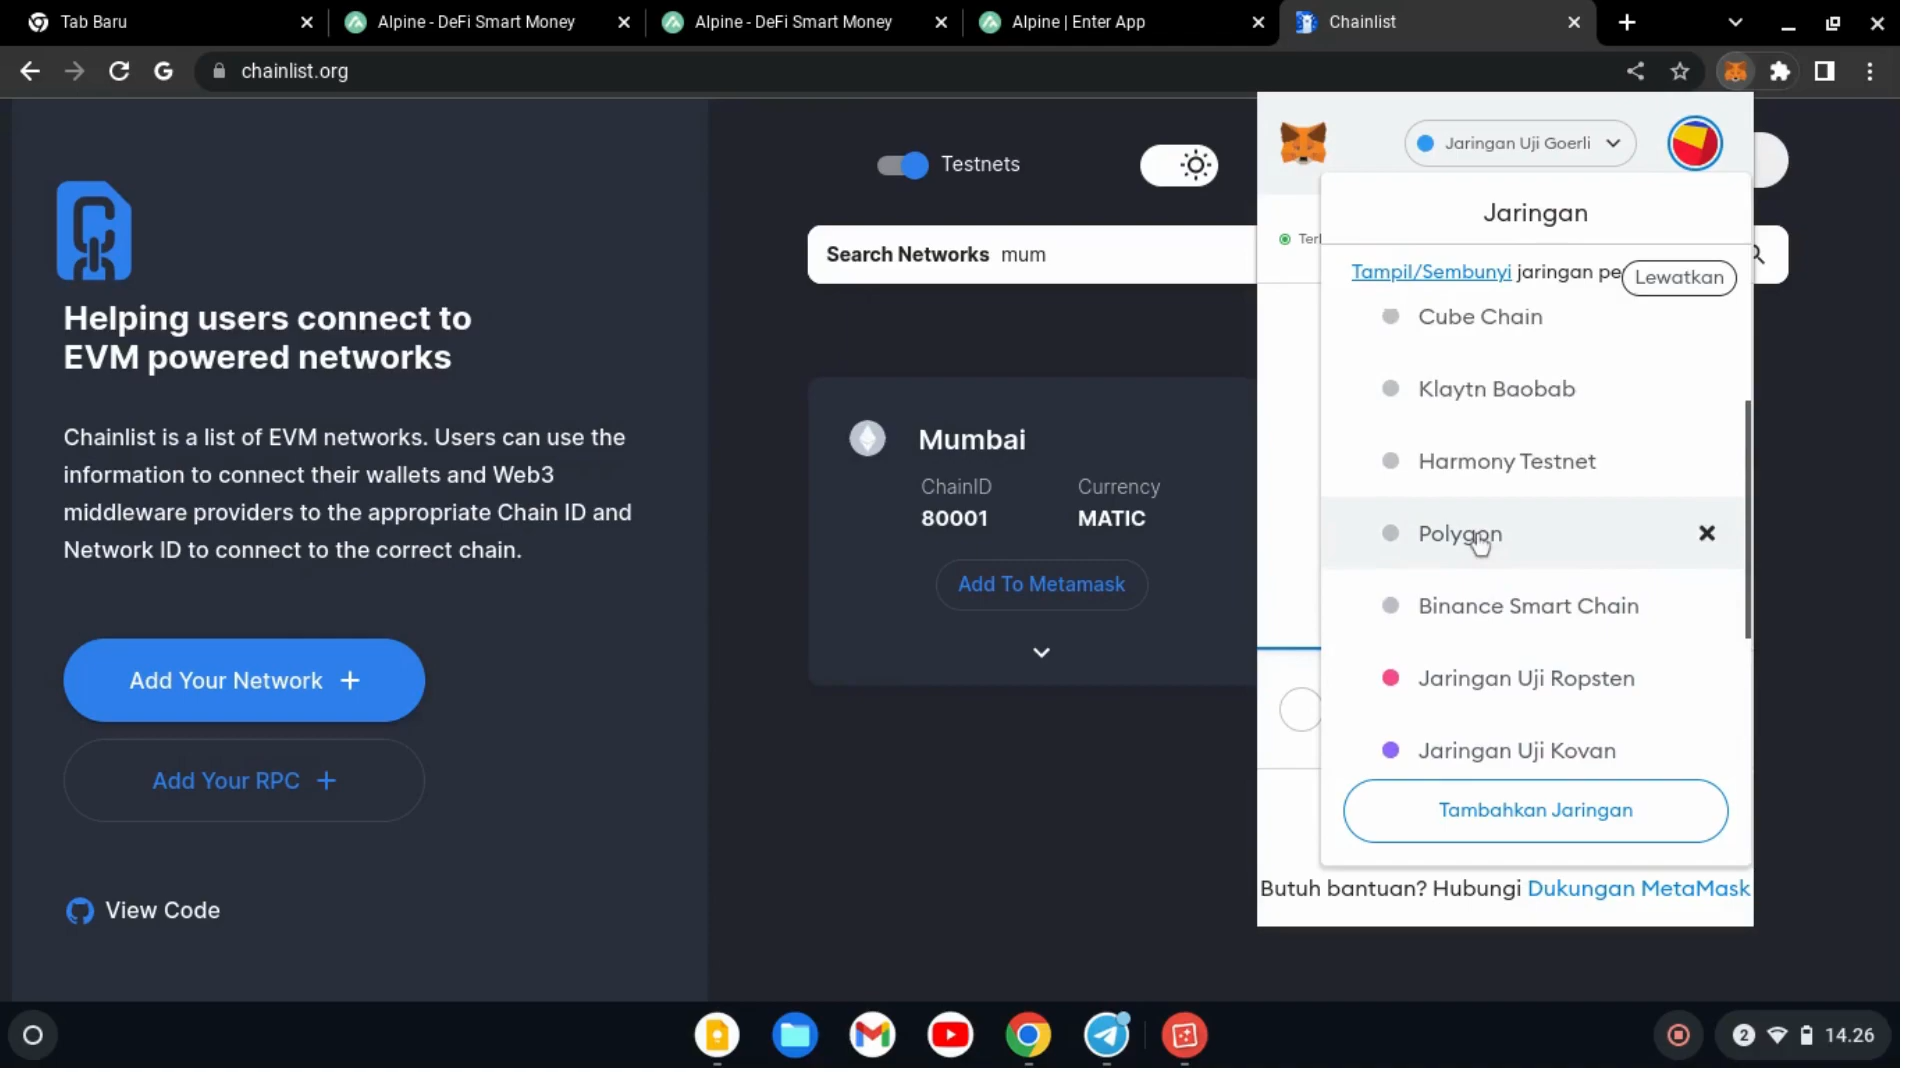 Tab Baru
Alpine - DeFi Smart Money
Alpine - DeFi Smart Money
Alpine | Enter App
Chainlist
chainlist.org
Helping users connect to
EVM powered networks
Chainlist is a list of EVM networks. Users can use the
information to connect their wallets and Web3
middleware providers to the appropriate Chain ID and
Network ID to connect to the correct chain.
Add Your Network
Add Your RPC
View Code
Testnets
Search Networks mum
Mumbai
ChainID Currency
80001 MATIC
Add To Metamask
Jaringan Uji Goerli
Jaringan
Tampil/Sembunyi jaringan pe
Lewatkan
Cube Chain
Klaytn Baobab
Harmony Testnet
Polygon
Binance Smart Chain
Jaringan Uji Ropsten
Jaringan Uji Kovan
Tambahkan Jaringan
Butuh bantuan? Hubungi Dukungan MetaMask
2 14.26